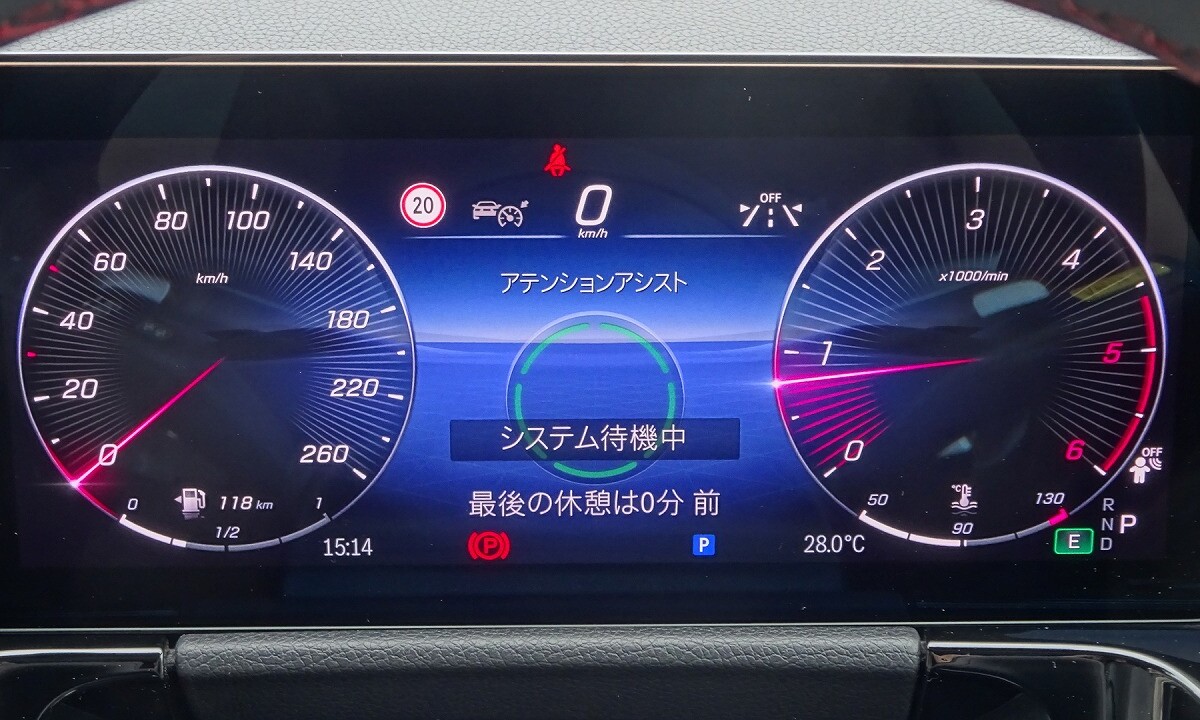 20
0
km/h
OFF
アテンションアシスト
システム待機中
最後の休憩は0分 前
P
P
0
20
40
60
80
100
140
180
220
260
km/h
0
1/2
1
118 km
15:14
0
1
2
3
4
5
6
x1000/min
50
90
130
°C
28.0°C
OFF
R
N P
D
E